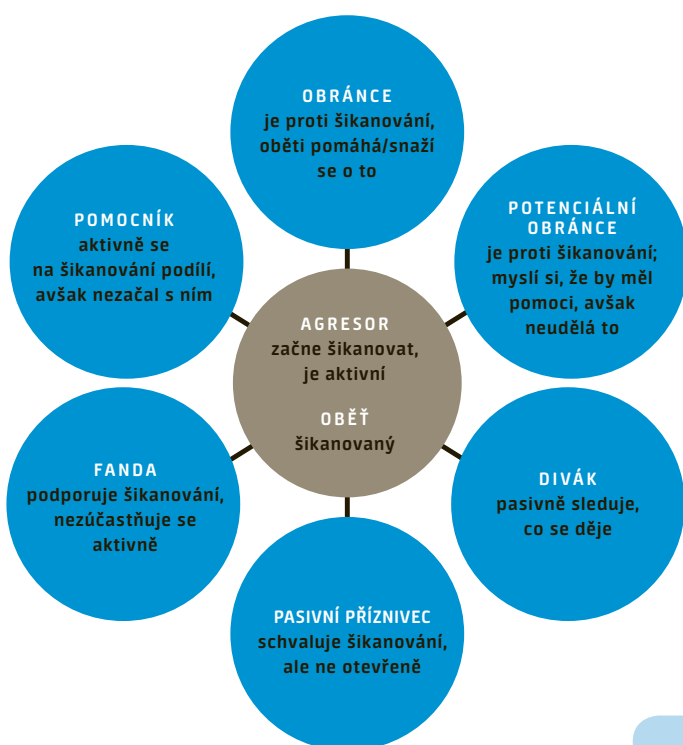 OBRÁNCE
je proti šikanování,
oběti pomáhá/snaží
se o to
POTENCIÁLNÍ
OBRÁNCE
je proti šikanování;
myslí si, že by měl
pomoci, avšak
neudělá to
POMOCNÍK
aktivně se
na šikanování podílí,
avšak nezačal s ním
AGRESOR
začne šikanovat,
je aktivní
OBĚŤ
šikanovaný
FANDA
podporuje šikanování,
nezúčastňuje se
aktivně
DIVÁK
pasivně sleduje,
co se děje
PASIVNÍ PŘÍZNIVEC
schvaluje šikanování,
ale ne otevřeně